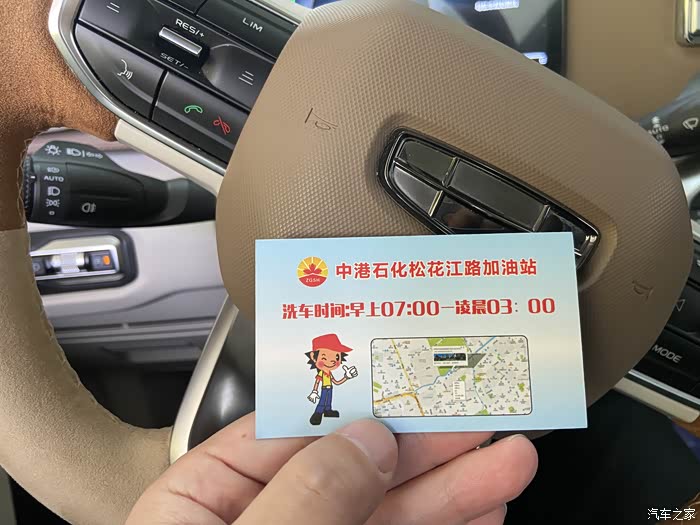 RES/+
LIM
SET/-
AUTO
中港石化松花江路加油站
ZGSH
洗车时间:早上07:00—凌晨03：00
MODE
汽车之家